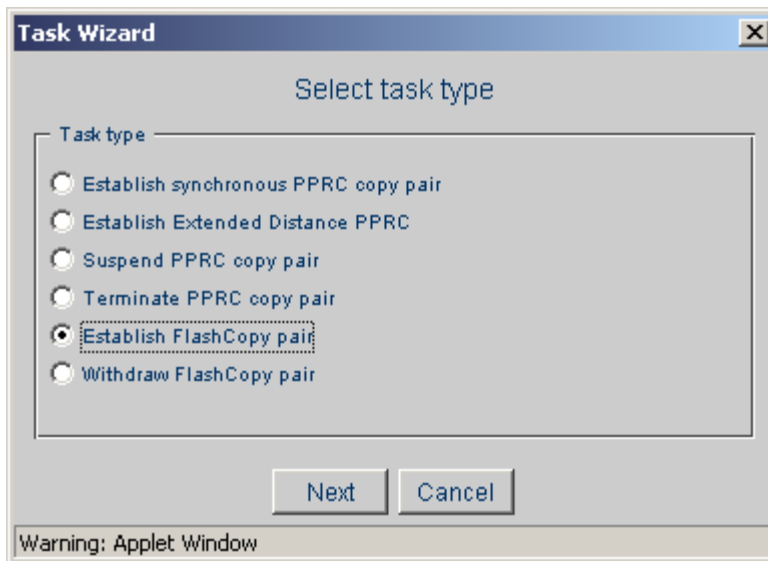 Task Wizard
Select task type
Task type
Establish synchronous PPRC copy pair
Establish Extended Distance PPRC
Suspend PPRC copy pair
Terminate PPRC copy pair
Establish FlashCopy pair
Withdraw FlashCopy pair
Next Cancel
Warning: Applet Window